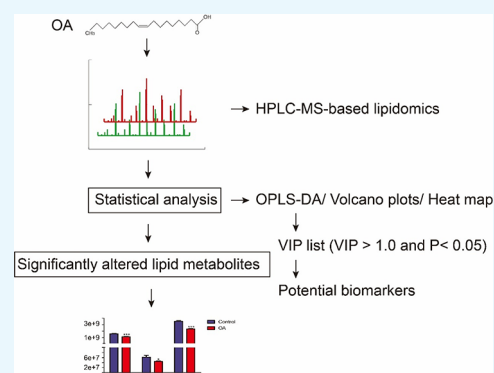 OA
OH
CH₃
O
HPLC-MS-based lipidomics
Statistical analysis
OPLS-DA/ Volcano plots/ Heat map
VIP list (VIP > 1.0 and P< 0.05)
Significantly altered lipid metabolites
Potential biomarkers
Control
OA
3e+9
1e+9
6e+7
2e+7
***
*
***